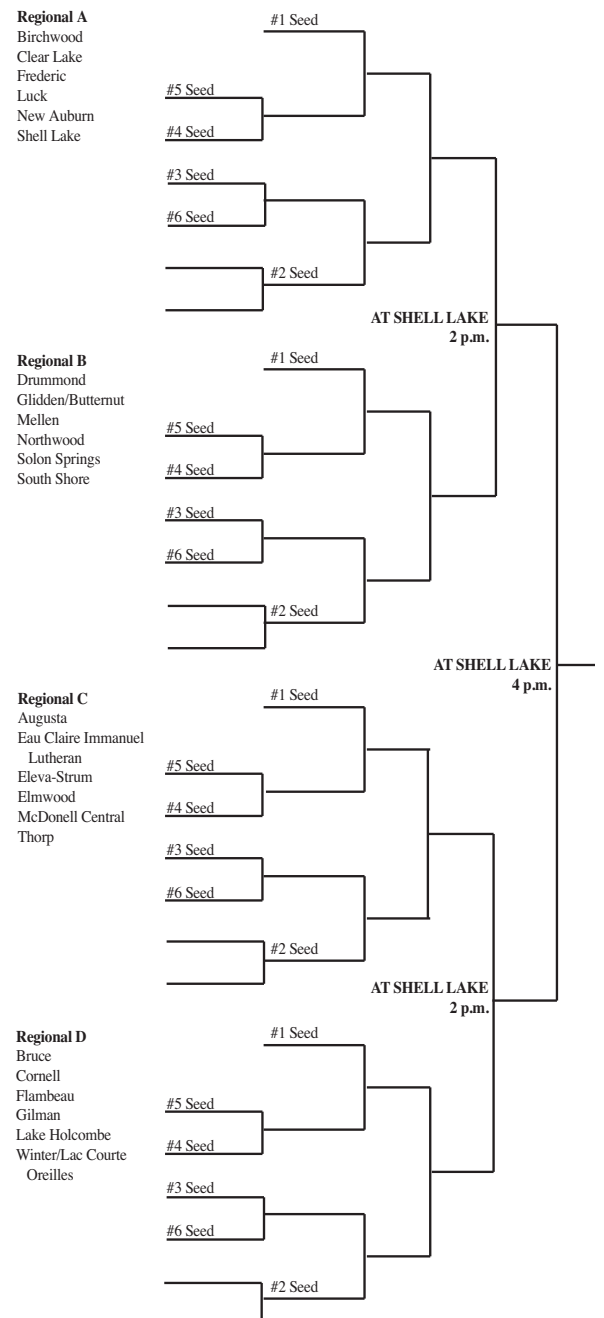 Regional A
Birchwood
Clear Lake
Frederic
Luck
New Auburn
Shell Lake
#1 Seed
#5 Seed
#4 Seed
#3 Seed
#6 Seed
#2 Seed
AT SHELL LAKE
2 p.m.
Regional B
Drummond
Glidden/Butternut
Mellen
Northwood
Solon Springs
South Shore
#1 Seed
#5 Seed
#4 Seed
#3 Seed
#6 Seed
#2 Seed
AT SHELL LAKE
4 p.m.
Regional C
Augusta
Eau Claire Immanuel
Lutheran
Eleva-Strum
Elmwood
McDonell Central
Thorp
#1 Seed
#5 Seed
#4 Seed
#3 Seed
#6 Seed
#2 Seed
AT SHELL LAKE
2 p.m.
Regional D
Bruce
Cornell
Flambeau
Gilman
Lake Holcombe
Winter/Lac Courte
Oreilles
#1 Seed
#5 Seed
#4 Seed
#3 Seed
#6 Seed
#2 Seed